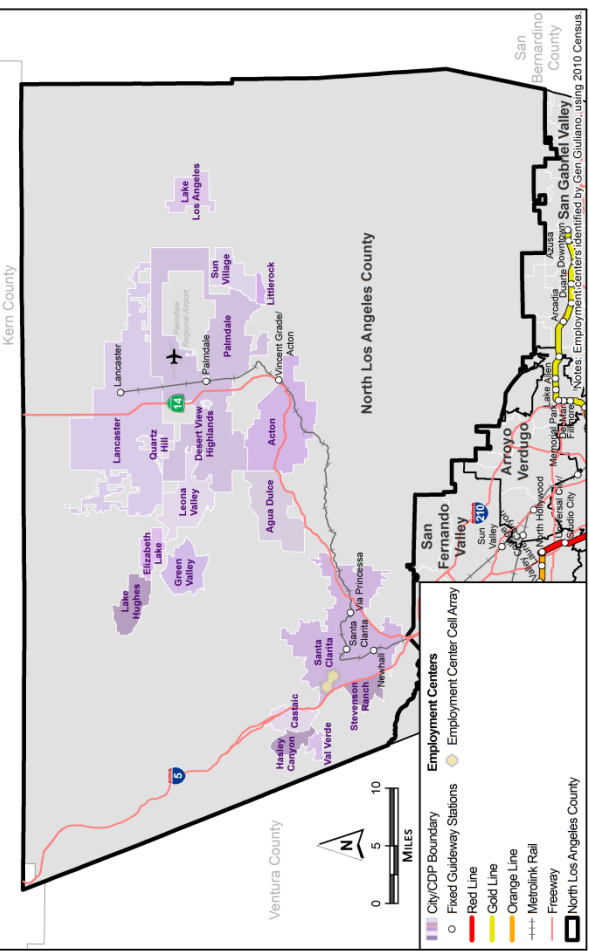 Kern County
Lancaster
Lancaster
Quartz
Hill
14
Palmdale
Regional Airport
Palmdale
Palmdale
Desert View
Highlands
Lake
Los Angeles
Sun
Village
Littlerock
Vincent Grade/
Acton
Leona
Valley
Elizabeth
Lake
Lake
Hughes
Green
Valley
Acton
Agua Dulce
5
Ventura County
Castaic
Hasley
Canyon
Val Verde
Stevenson
Ranch
Santa
Clarita
Santa
Clarita
Via Princessa
Newhall
North Los Angeles County
San
Bernardino
County
San
Fernando
Valley
210
Sun
Valley
North Hollywood
Universal City/
Studio City
Arroyo
Verdugo
Memorial Park
Del Mar
Fillmore
Lake
Allen
Arcadia
Duarte
Downtown
Azusa
San Gabriel Valley
N
0 5 10
MILES
City/CDP Boundary
Fixed Guideway Stations
Red Line
Gold Line
Orange Line
Metrolink Rail
Freeway
North Los Angeles County
Employment Centers
Employment Center Cell Array
Notes: Employment centers identified by Gen Giuliano, using 2010 Census.